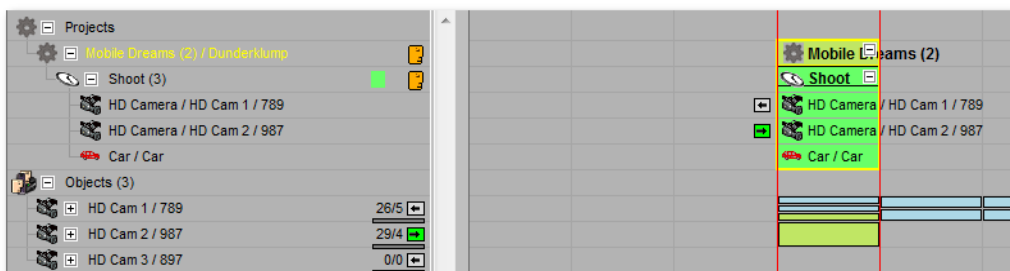 Projects
Mobile Dreams (2) / Dunderklump
Shoot (3)
HD Camera / HD Cam 1 / 789
HD Camera / HD Cam 2 / 987
Car / Car
Objects (3)
HD Cam 1 / 789 26/5
HD Cam 2 / 987 29/4
HD Cam 3 / 897 0/0
Mobile Dreams (2)
Shoot
HD Camera / HD Cam 1 / 789
HD Camera / HD Cam 2 / 987
Car / Car